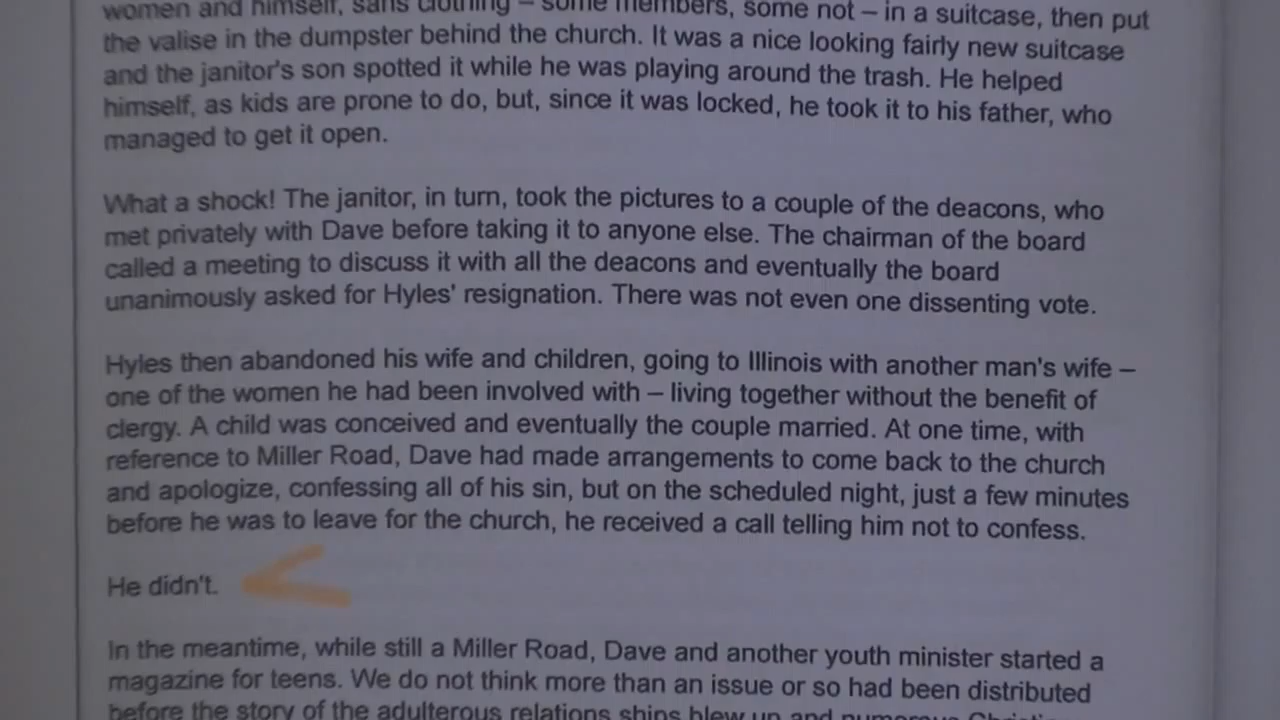 women and himself, sans clothing – some members, some not – in a suitcase, then put
the valise in the dumpster behind the church. It was a nice looking fairly new suitcase
and the janitor's son spotted it while he was playing around the trash. He helped
himself, as kids are prone to do, but, since it was locked, he took it to his father, who
managed to get it open.
What a shock! The janitor, in turn, took the pictures to a couple of the deacons, who
met privately with Dave before taking it to anyone else. The chairman of the board
called a meeting to discuss it with all the deacons and eventually the board
unanimously asked for Hyles' resignation. There was not even one dissenting vote.
Hyles then abandoned his wife and children, going to Illinois with another man's wife –
one of the women he had been involved with – living together without the benefit of
clergy. A child was conceived and eventually the couple married. At one time, with
reference to Miller Road, Dave had made arrangements to come back to the church
and apologize, confessing all of his sin, but on the scheduled night, just a few minutes
before he was to leave for the church, he received a call telling him not to confess.
He didn't.
In the meantime, while still a Miller Road, Dave and another youth minister started a
magazine for teens. We do not think more than an issue or so had been distributed
before the story of the adulterous relations ships blew up and numerous